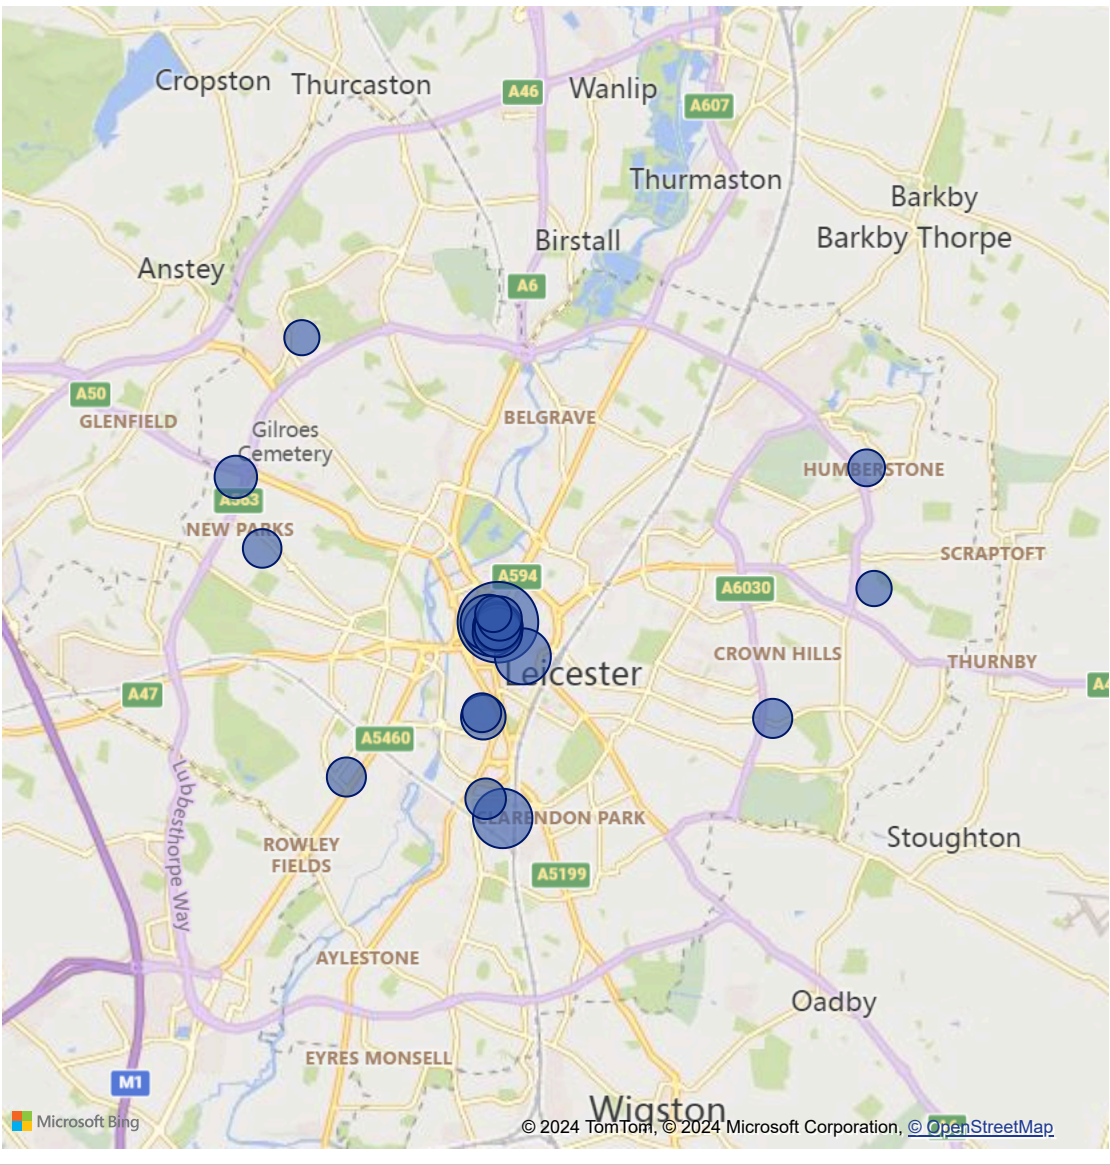 Cropston
Thurcaston
A46
Wanlip
A607
Thurmaston
Barkby
Birstall
Barkby Thorpe
Anstey
A6
A50
GLENFIELD
BELGRAVE
Gilroes
Cemetery
HUMBERSTONE
A563
NEW PARKS
SCRAPTOFT
A594
A6030
CROWN HILLS
THURNBY
Leicester
A4
A47
A5460
Lubbesthorpe Way
CLARENDON PARK
Stoughton
ROWLEY
FIELDS
A5199
AYLESTONE
Oadby
EYRES MONSELL
M1
Wigston
Microsoft Bing
© 2024 TomTom, © 2024 Microsoft Corporation, © OpenStreetMap